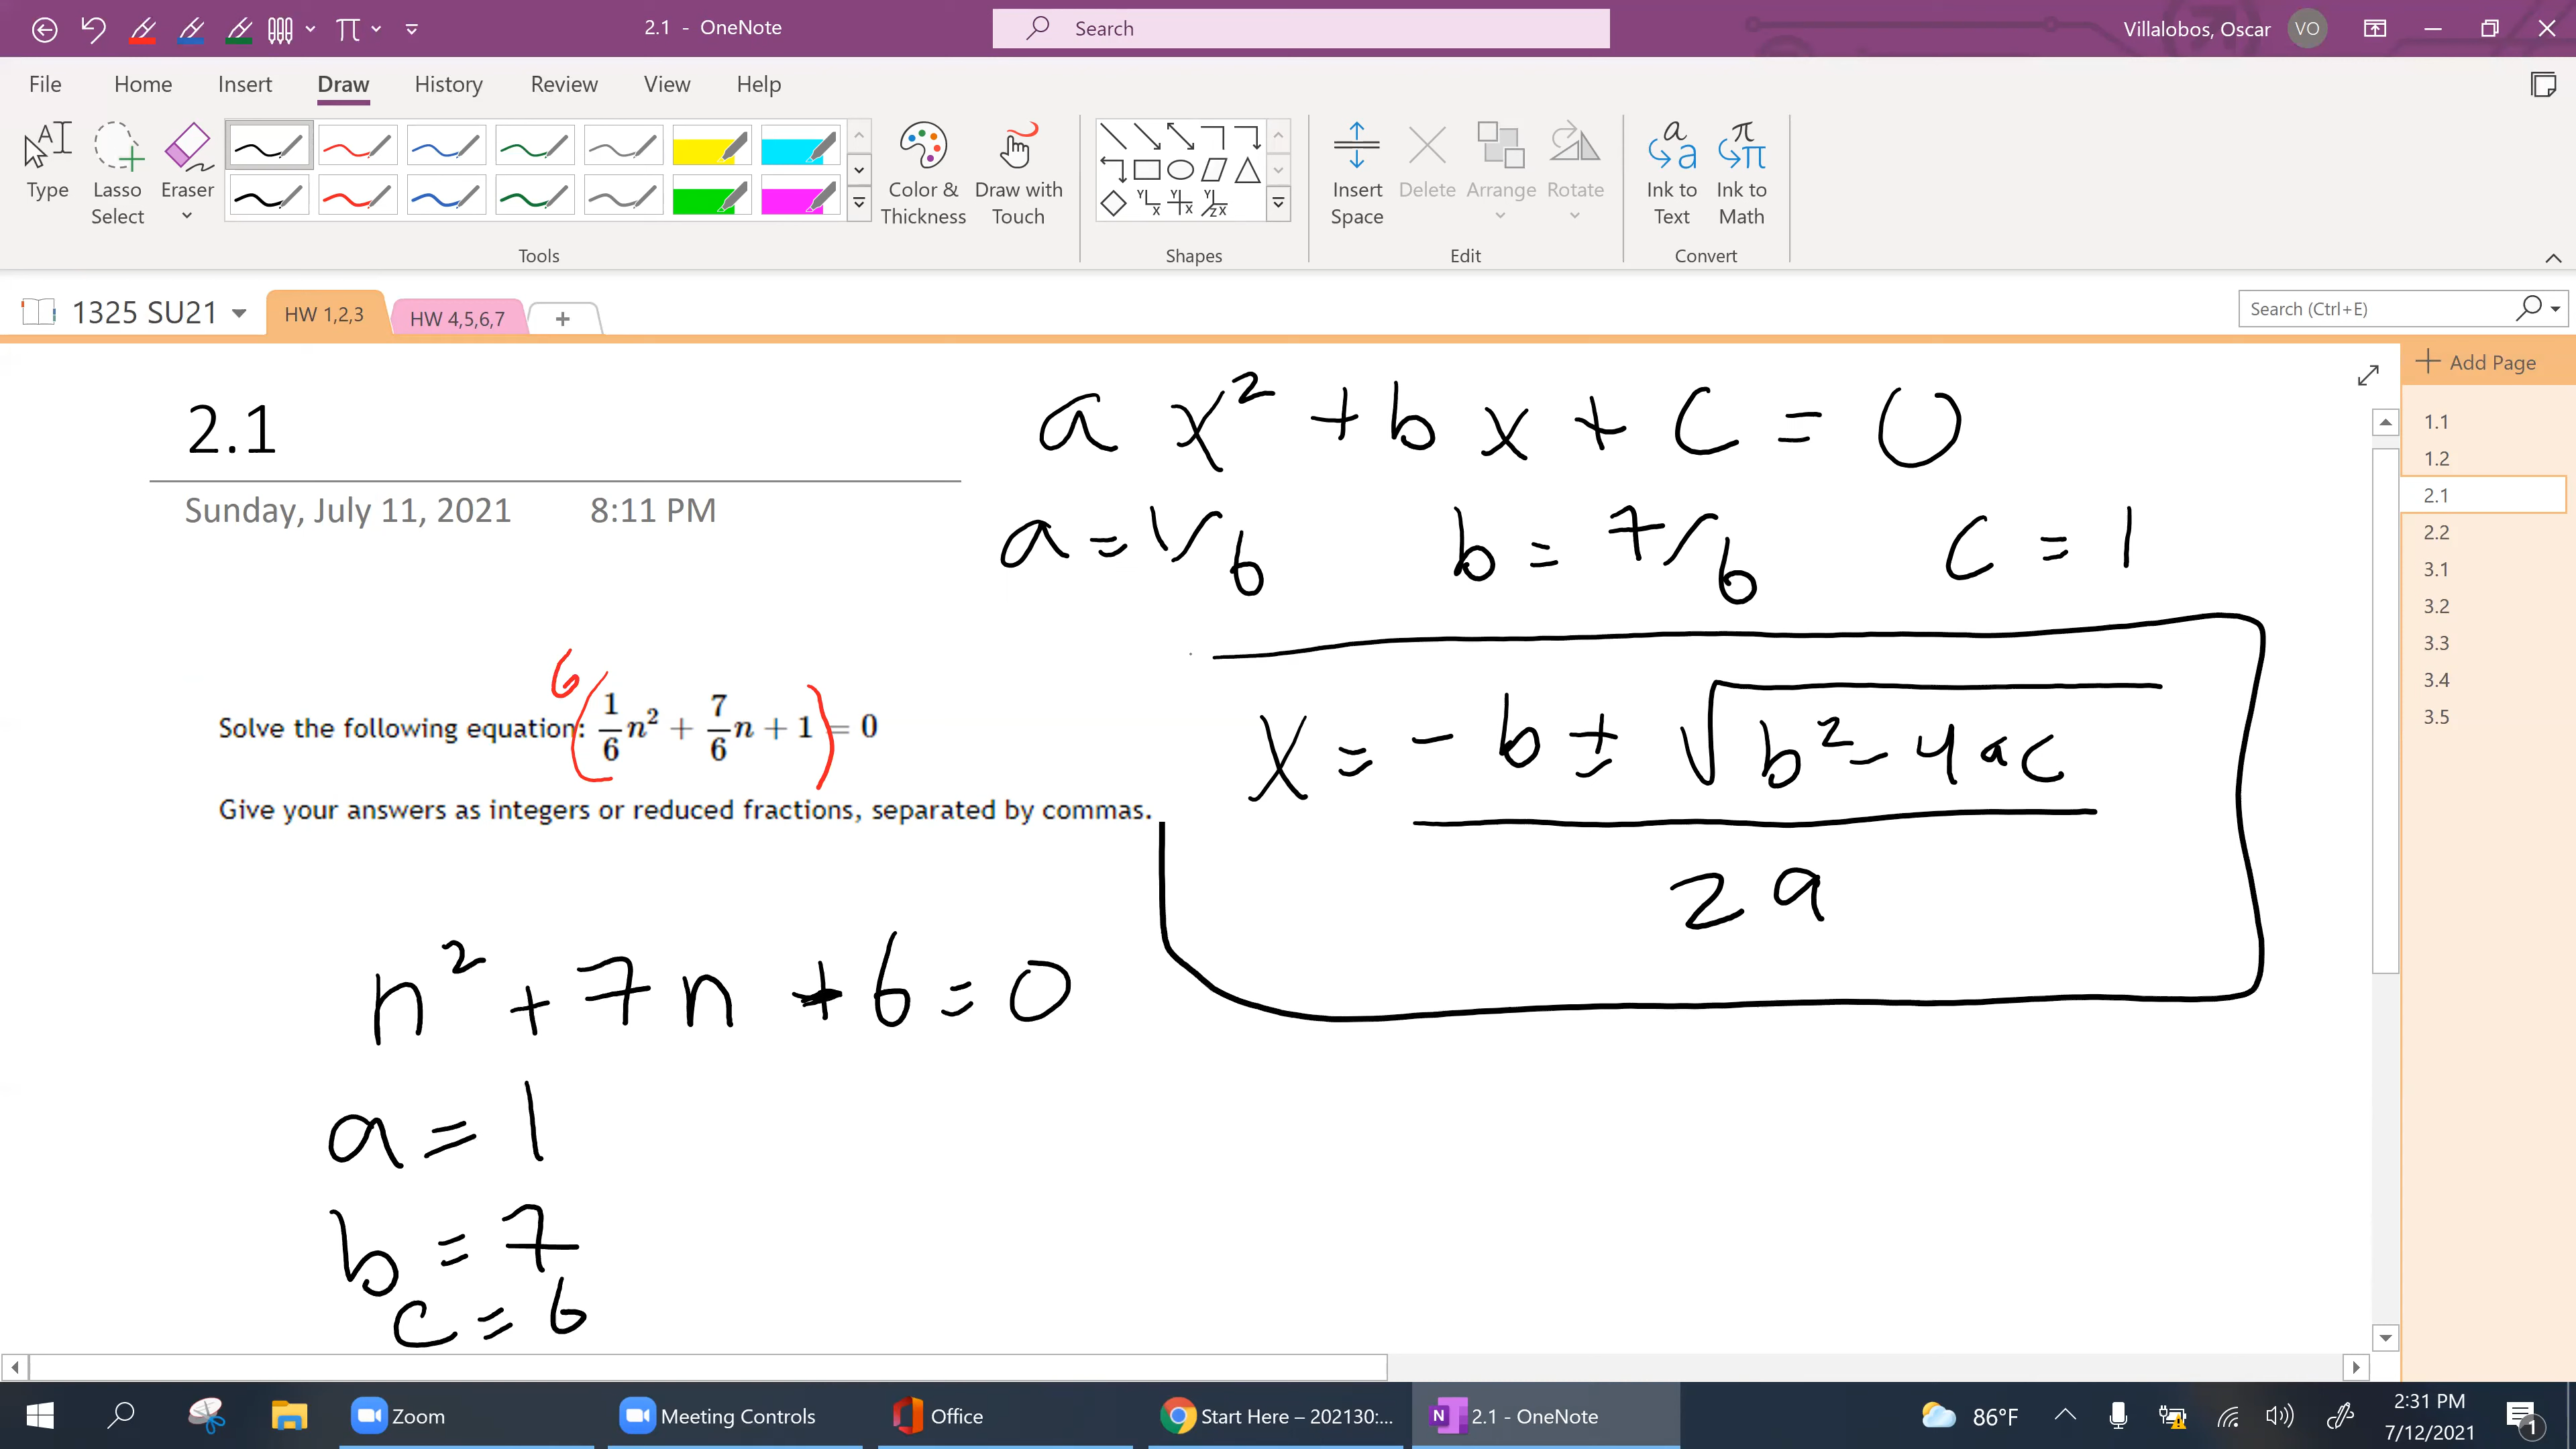 2.1 - OneNote
Search
Villalobos, Oscar
VO
File Home Insert Draw History Review View Help
Type
Lasso Select
Eraser
Color & Thickness
Draw with Touch
Insert Space
Delete
Arrange
Rotate
Ink to Text
Ink to Math
Tools
Shapes
Edit
Convert
1325 SU21
HW 1,2,3
HW 4,5,6,7
Search (Ctrl+E)
Add Page
1.1
1.2
2.1
2.2
3.1
3.2
3.3
3.4
3.5
2.1
Sunday, July 11, 2021 8:11 PM
a x² + b x + c = 0
a = 1/6 b = 7/6 c = 1
6
Solve the following equation: (1/6 n² + 7/6 n + 1) = 0
Give your answers as integers or reduced fractions, separated by commas.
x = (-b ± √(b² - 4ac)) / 2a
n² + 7n + 6 = 0
a = 1
b = 7
c = 6
Zoom
Meeting Controls
Office
Start Here – 202130:...
2.1 - OneNote
86°F
2:31 PM
7/12/2021
1